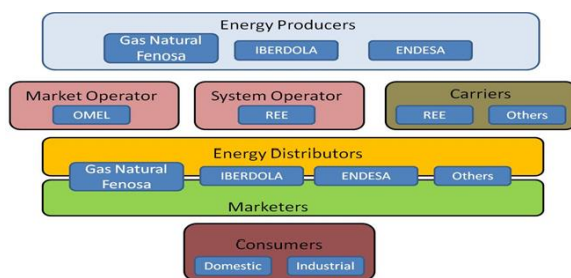 Energy Producers
Gas Natural
Fenosa
IBERDOLA
ENDESA
Market Operator
OMEL
System Operator
REE
Carriers
REE
Others
Energy Distributors
Gas Natural
Fenosa
IBERDOLA
ENDESA
Others
Marketers
Consumers
Domestic
Industrial